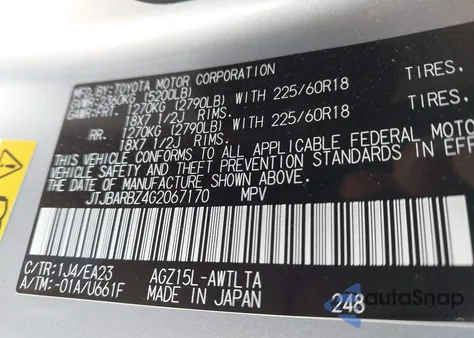 MFD.BY:TOYOTA MOTOR CORPORATION
GVWR:2360KG (5200LB)
GAWR:FRT. 1270KG (2790LB) WITH 225/60R18 TIRES.
18X7 1/2J RIMS.
RR. 1270KG (2790LB) WITH 225/60R18 TIRES.
18X7 1/2J RIMS.
THIS VEHICLE CONFORMS TO ALL APPLICABLE FEDERAL MOTO
VEHICLE SAFETY AND THEFT PREVENTION STANDARDS IN EFF
THE DATE OF MANUFACTURE SHOWN ABOVE.
JTJBARBZ4G2067170 MPV
C/TR:1J4/EA23 AGZ15L-AWTLTA
A/TM:-01A/U661F MADE IN JAPAN 248
autoSnap